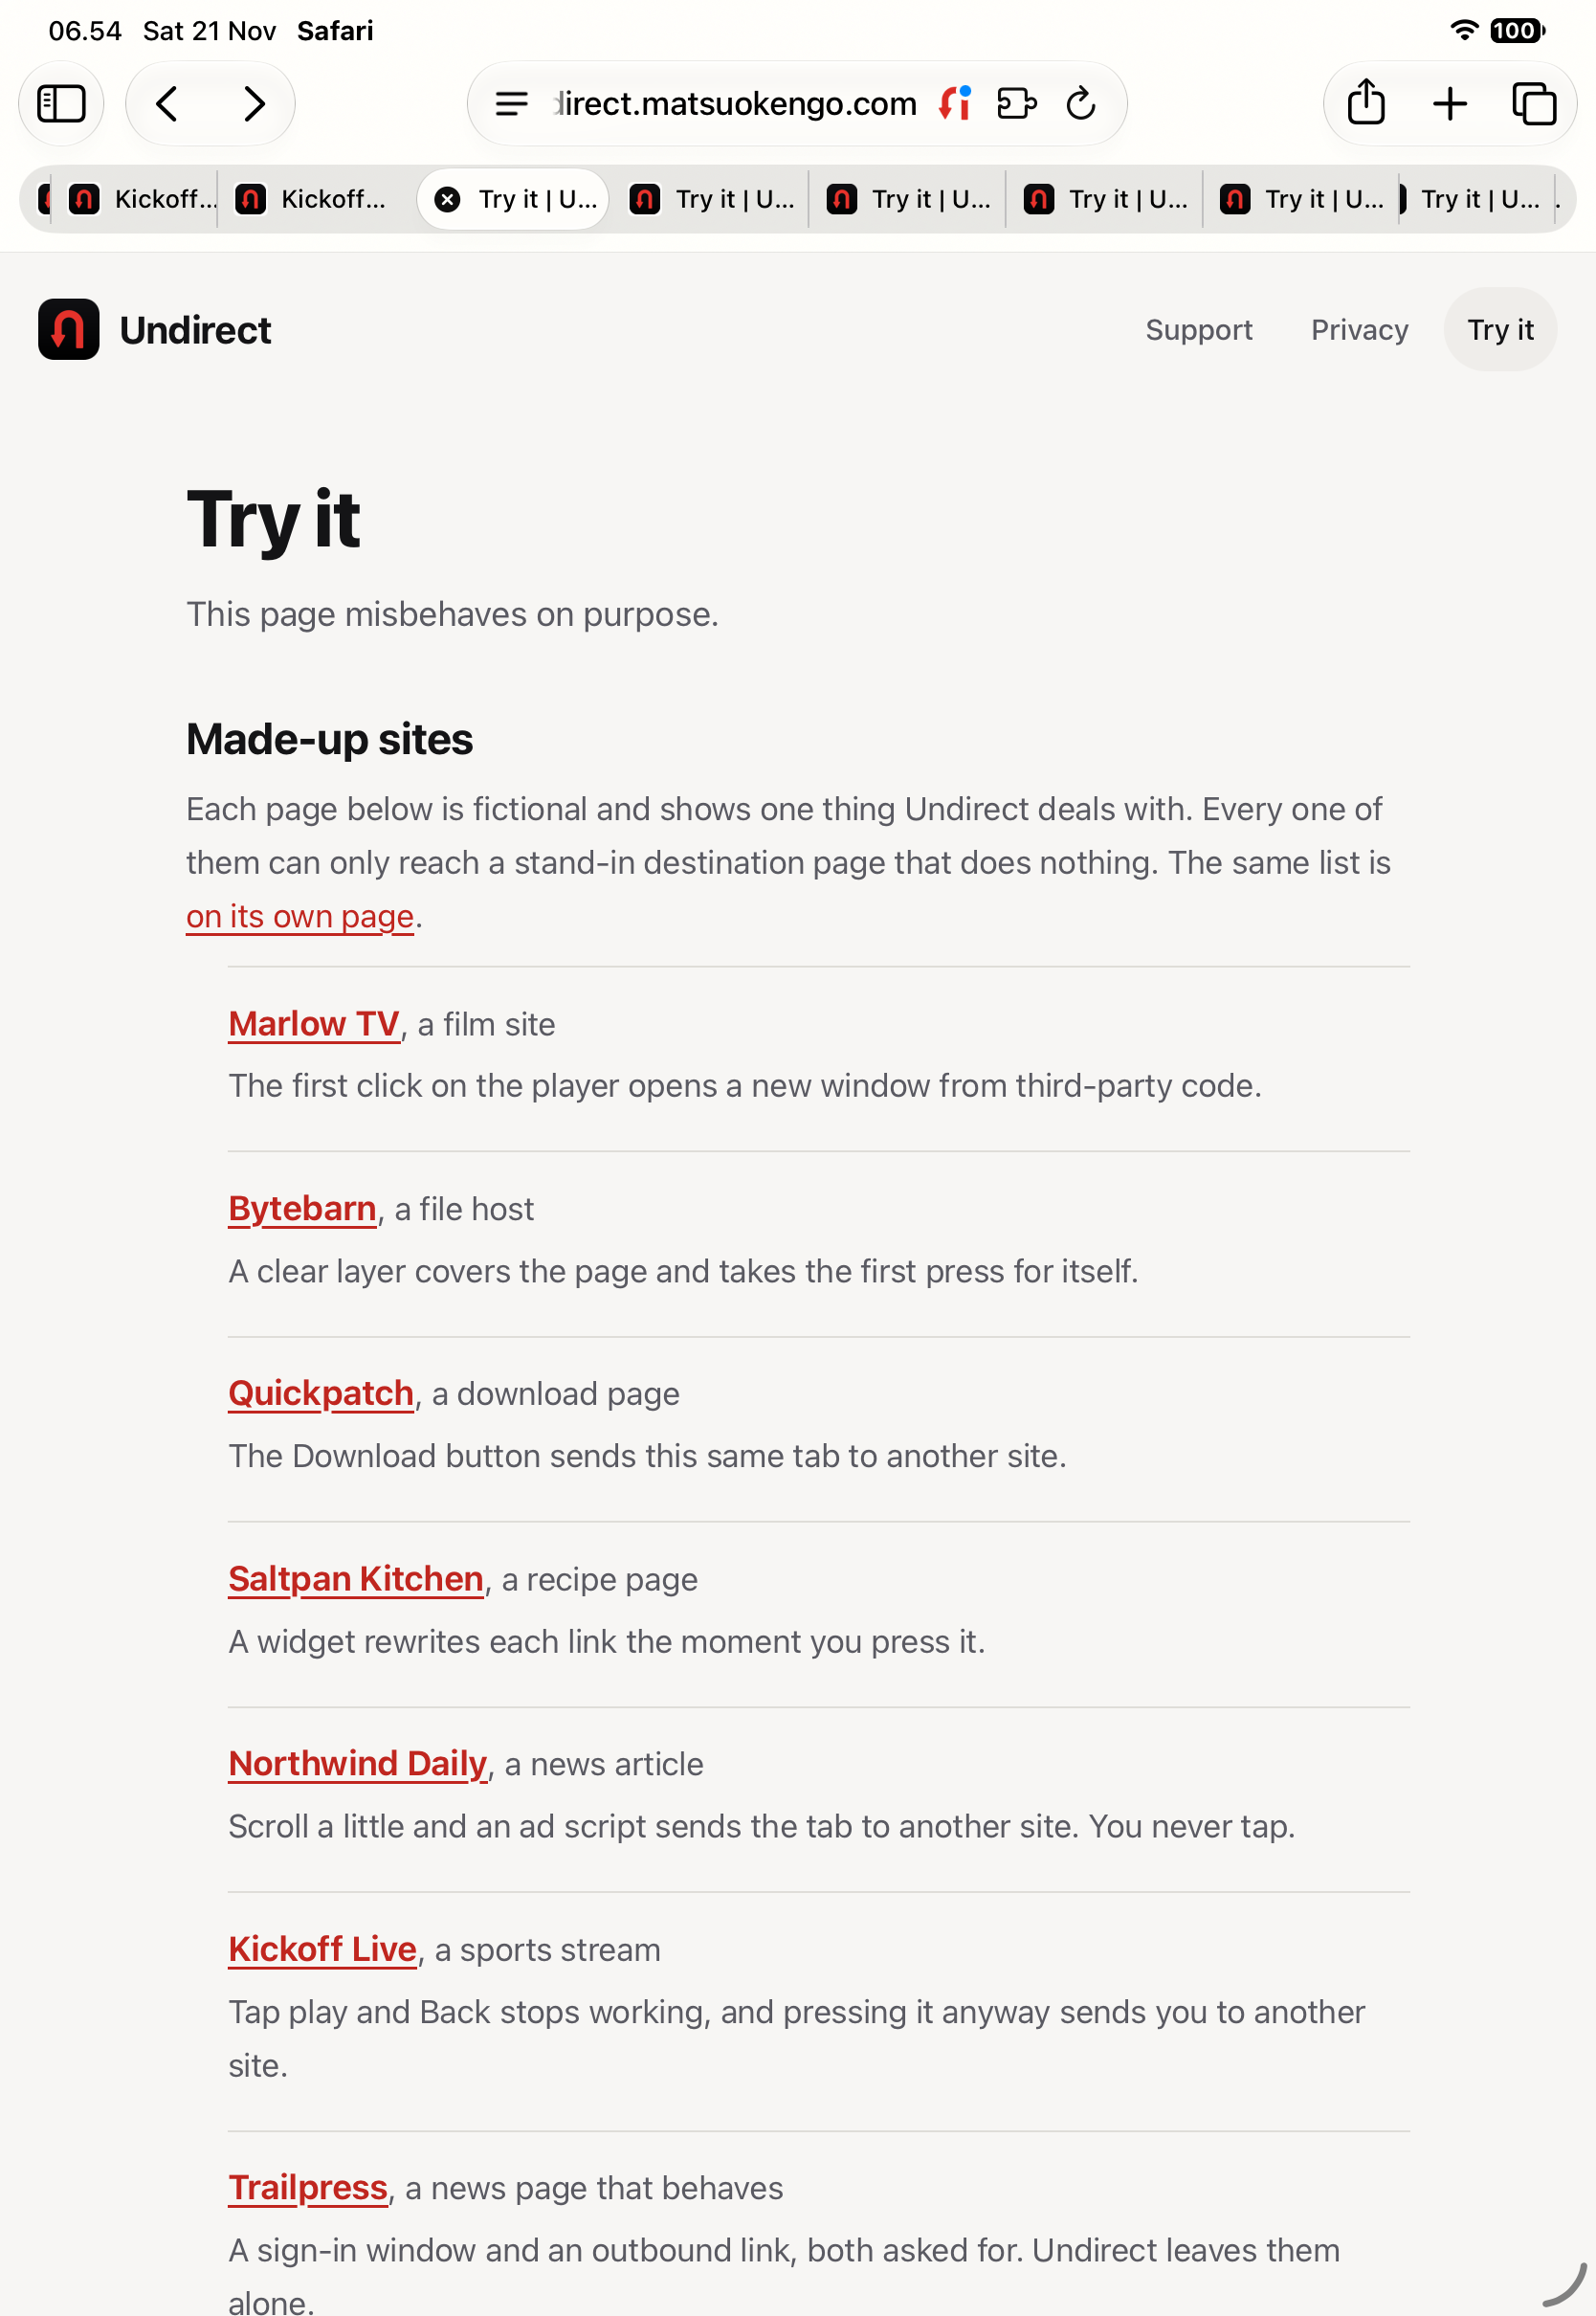 06.54 Sat 21 Nov Safari 100
direct.matsuokengo.com
Kickoff... Kickoff... Try it | U... Try it | U... Try it | U... Try it | U... Try it | U... Try it | U...
Undirect Support Privacy Try it
Try it
This page misbehaves on purpose.
Made-up sites
Each page below is fictional and shows one thing Undirect deals with. Every one of
them can only reach a stand-in destination page that does nothing. The same list is
on its own page.
Marlow TV, a film site
The first click on the player opens a new window from third-party code.
Bytebarn, a file host
A clear layer covers the page and takes the first press for itself.
Quickpatch, a download page
The Download button sends this same tab to another site.
Saltpan Kitchen, a recipe page
A widget rewrites each link the moment you press it.
Northwind Daily, a news article
Scroll a little and an ad script sends the tab to another site. You never tap.
Kickoff Live, a sports stream
Tap play and Back stops working, and pressing it anyway sends you to another
site.
Trailpress, a news page that behaves
A sign-in window and an outbound link, both asked for. Undirect leaves them
alone.